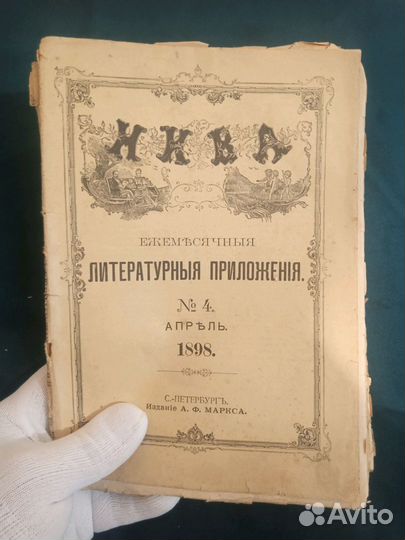 НИВА
ЕЖЕМѢСЯЧНЫЯ
ЛИТЕРАТУРНЫЯ ПРИЛОЖЕНІЯ.
№ 4.
АПРѢЛЬ.
1898.
С.-ПЕТЕРБУРГЪ.
Изданіе А. Ф. МАРКСА.
Avito